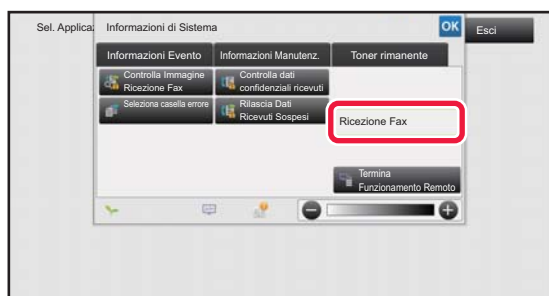 Sel. Applica
Informazioni di Sistema
OK
Esci
Informazioni Evento
Informazioni Manutenz.
Toner rimanente
Controlla Immagine
Ricezione Fax
Controlla dati
confidenziali ricevuti
Seleziona casella errore
Rilascia Dati
Ricevuti Sospesi
Ricezione Fax
Termina
Funzionamento Remoto